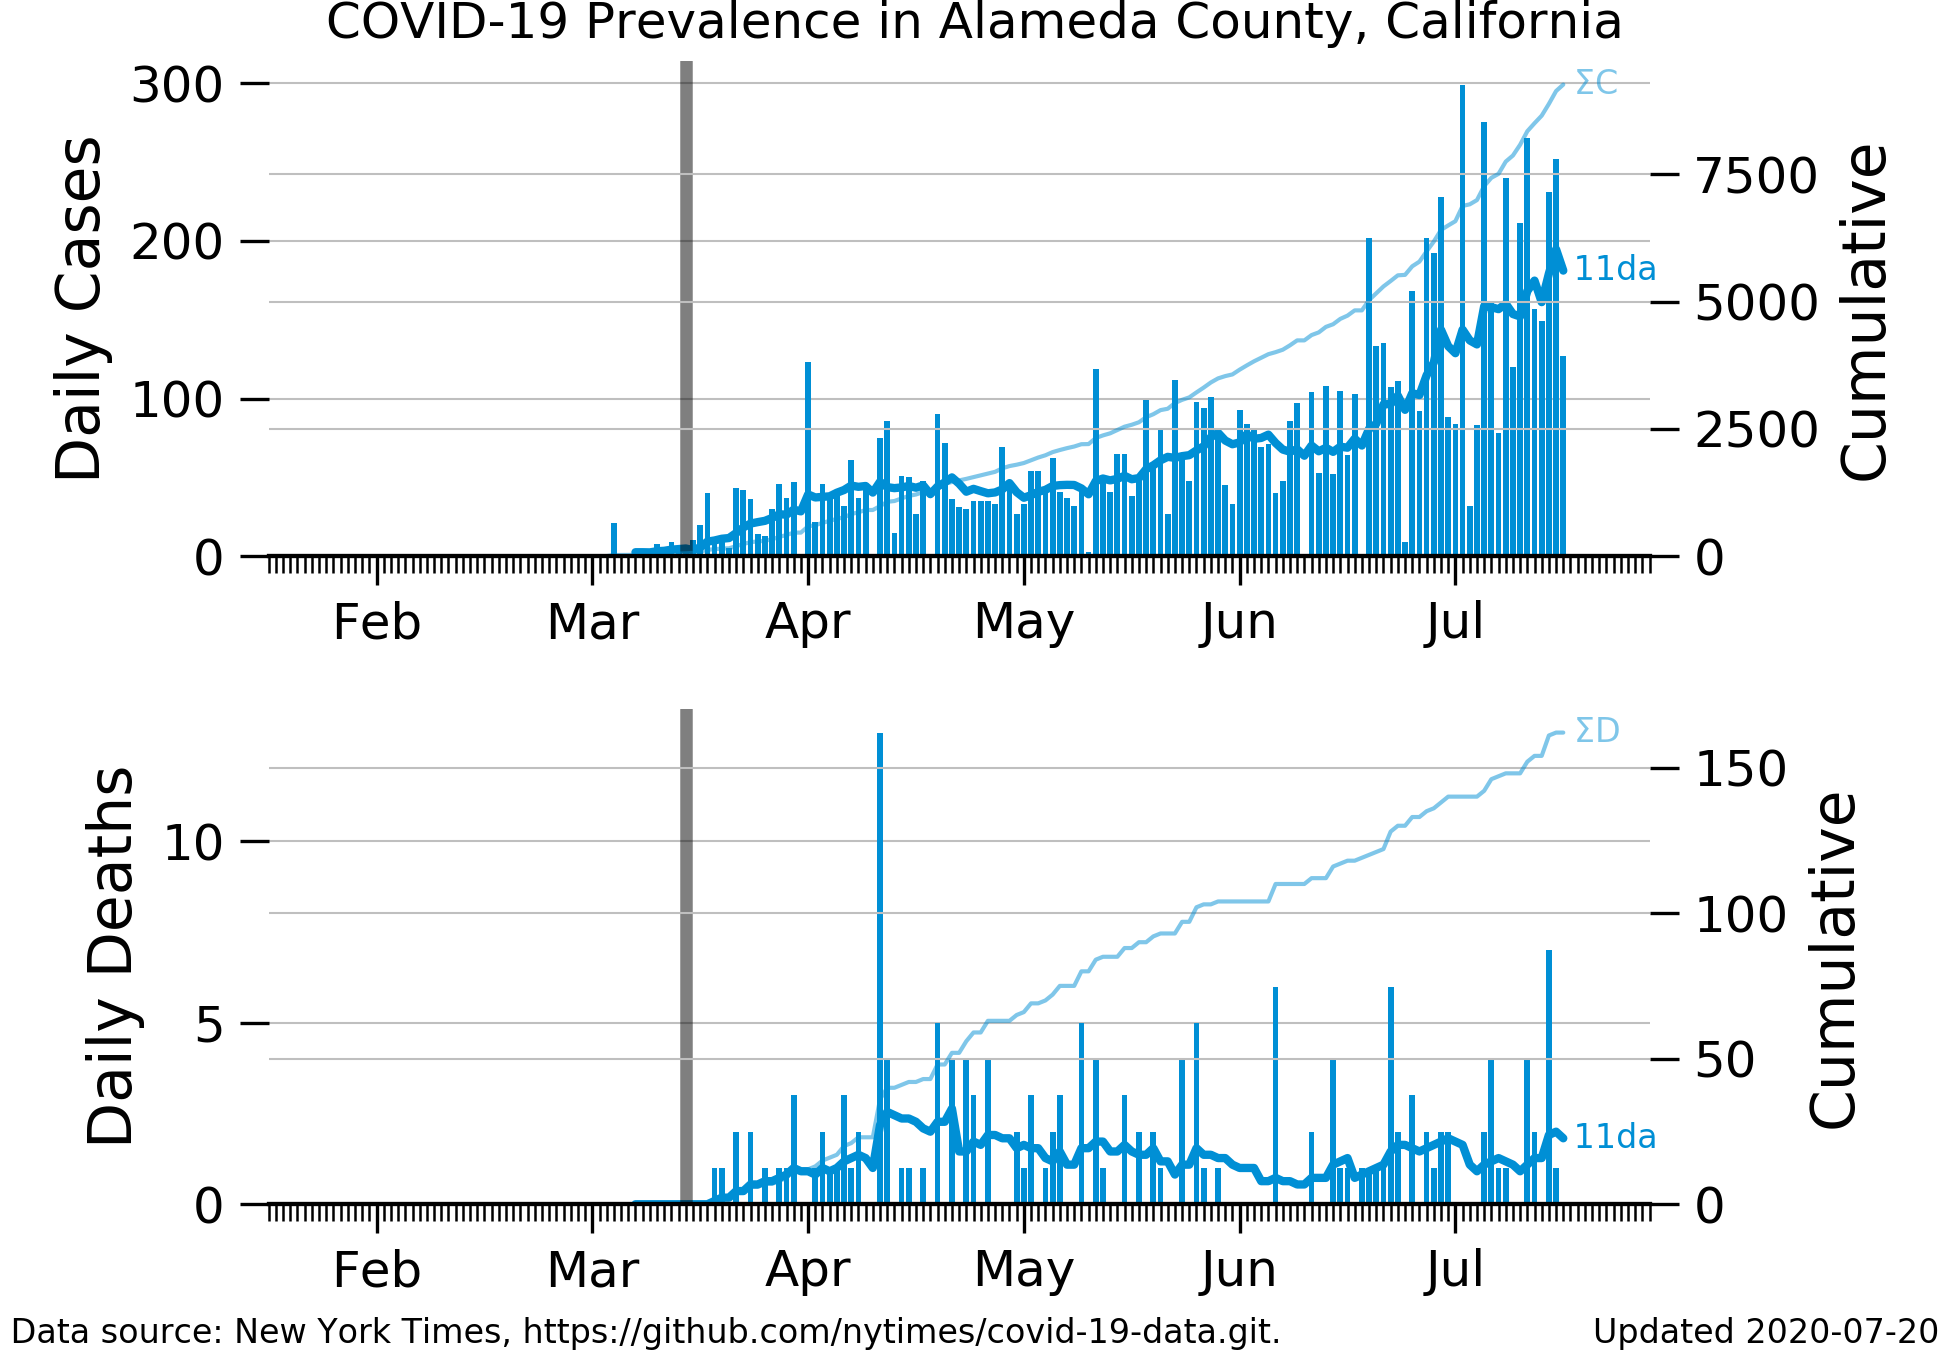 COVID-19 Prevalence in Alameda County, California
Daily Cases
300
200
100
0
ΣC
11da
7500
5000
2500
0
Cumulative
Feb Mar Apr May Jun Jul
Daily Deaths
10
5
0
ΣD
11da
150
100
50
0
Cumulative
Feb Mar Apr May Jun Jul
Data source: New York Times, https://github.com/nytimes/covid-19-data.git.
Updated 2020-07-20